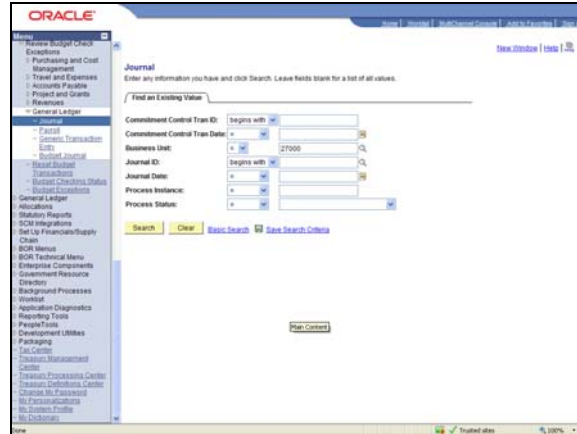 ORACLE
Home | Worklist | MultiChannel Console | Add to Favorites | Sign
Menu
New Window | Help |
Review Budget Check
Exceptions
Purchasing and Cost
Management
Travel and Expenses
Accounts Payable
Project and Grants
Revenues
General Ledger
– Journal
– Payroll
– Generic Transaction
Entry
– Budget Journal
– Reset Budget
Transactions
– Budget Checking Status
– Budget Exceptions
General Ledger
Allocations
Statutory Reports
SCM Integrations
Set Up Financials/Supply
Chain
BOR Menus
BOR Technical Menu
Enterprise Components
Government Resource
Directory
Background Processes
Worklist
Application Diagnostics
Reporting Tools
PeopleTools
Development Utilities
Packaging
– Tax Center
– Treasury Management
Center
– Treasury Processing Center
– Treasury Definitions Center
– Change My Password
– My Personalizations
– My System Profile
– My Dictionary
Journal
Enter any information you have and click Search. Leave fields blank for a list of all values.
Find an Existing Value
Commitment Control Tran ID: begins with
Commitment Control Tran Date: =
Business Unit: = 27000
Journal ID: begins with
Journal Date: =
Process Instance: =
Process Status: =
Search Clear Basic Search Save Search Criteria
Main Content
Done Trusted sites 100%